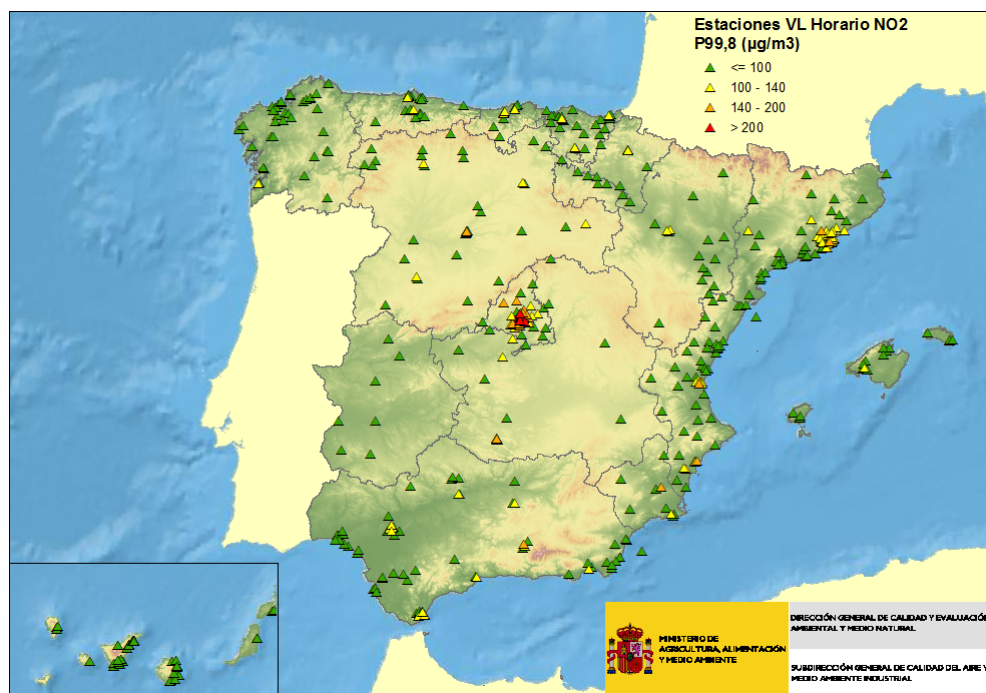 Estaciones VL Horario NO2
P99,8 (µg/m3)
<= 100
100 - 140
140 - 200
> 200
MINISTERIO DE
AGRICULTURA, ALIMENTACIÓN
Y MEDIO AMBIENTE
DIRECCIÓN GENERAL DE CALIDAD Y EVALUACIÓN
AMBIENTAL Y MEDIO NATURAL
SUBDIRECCIÓN GENERAL DE CALIDAD DEL AIRE Y
MEDIO AMBIENTE INDUSTRIAL